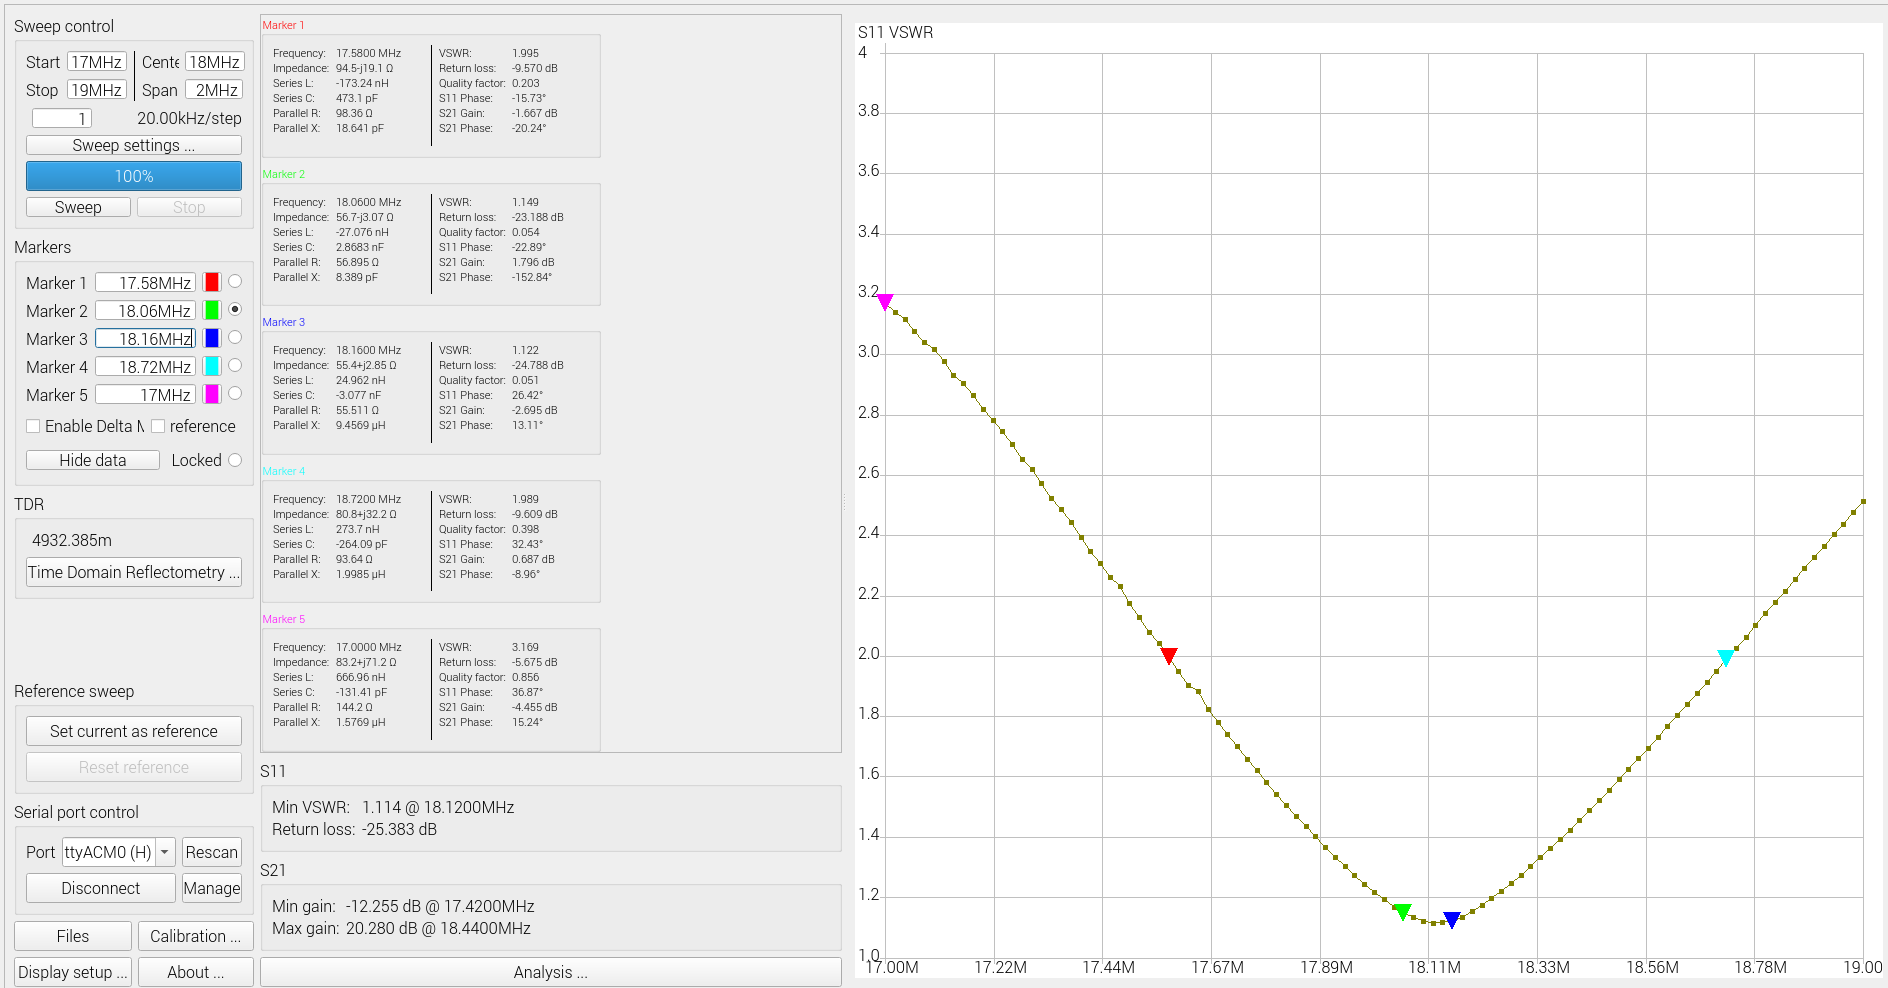 Sweep control
Start 17MHz Cente 18MHz
Stop 19MHz Span 2MHz
1 20.00kHz/step
Sweep settings ...
100%
Sweep Stop
Markers
Marker 1 17.58MHz
Marker 2 18.06MHz
Marker 3 18.16MHz
Marker 4 18.72MHz
Marker 5 17MHz
Enable Delta M reference
Hide data Locked
TDR
4932.385m
Time Domain Reflectometry ...
Reference sweep
Set current as reference
Reset reference
Serial port control
Port ttyACM0 (H) Rescan
Disconnect Manage
Files Calibration ...
Display setup ... About ...
Marker 1
Frequency: 17.5800 MHz VSWR: 1.995
Impedance: 94.5-j19.1 Ω Return loss: -9.570 dB
Series L: -173.24 nH Quality factor: 0.203
Series C: 473.1 pF S11 Phase: -15.73°
Parallel R: 98.36 Ω S21 Gain: -1.667 dB
Parallel X: 18.641 pF S21 Phase: -20.24°
Marker 2
Frequency: 18.0600 MHz VSWR: 1.149
Impedance: 56.7-j3.07 Ω Return loss: -23.188 dB
Series L: -27.076 nH Quality factor: 0.054
Series C: 2.8683 nF S11 Phase: -22.89°
Parallel R: 56.895 Ω S21 Gain: 1.796 dB
Parallel X: 8.389 pF S21 Phase: -152.84°
Marker 3
Frequency: 18.1600 MHz VSWR: 1.122
Impedance: 55.4+j2.85 Ω Return loss: -24.788 dB
Series L: 24.962 nH Quality factor: 0.051
Series C: -3.077 nF S11 Phase: 26.42°
Parallel R: 55.511 Ω S21 Gain: -2.695 dB
Parallel X: 9.4569 μH S21 Phase: 13.11°
Marker 4
Frequency: 18.7200 MHz VSWR: 1.989
Impedance: 80.8+j32.2 Ω Return loss: -9.609 dB
Series L: 273.7 nH Quality factor: 0.398
Series C: -264.09 pF S11 Phase: 32.43°
Parallel R: 93.64 Ω S21 Gain: 0.687 dB
Parallel X: 1.9985 μH S21 Phase: -8.96°
Marker 5
Frequency: 17.0000 MHz VSWR: 3.169
Impedance: 83.2+j71.2 Ω Return loss: -5.675 dB
Series L: 666.96 nH Quality factor: 0.856
Series C: -131.41 pF S11 Phase: 36.87°
Parallel R: 144.2 Ω S21 Gain: -4.455 dB
Parallel X: 1.5769 μH S21 Phase: 15.24°
S11
Min VSWR: 1.114 @ 18.1200MHz
Return loss: -25.383 dB
S21
Min gain: -12.255 dB @ 17.4200MHz
Max gain: 20.280 dB @ 18.4400MHz
Analysis ...
S11 VSWR
4
3.8
3.6
3.4
3.2
3.0
2.8
2.6
2.4
2.2
2.0
1.8
1.6
1.4
1.2
1.0
17.00M 17.22M 17.44M 17.67M 17.89M 18.11M 18.33M 18.56M 18.78M 19.00